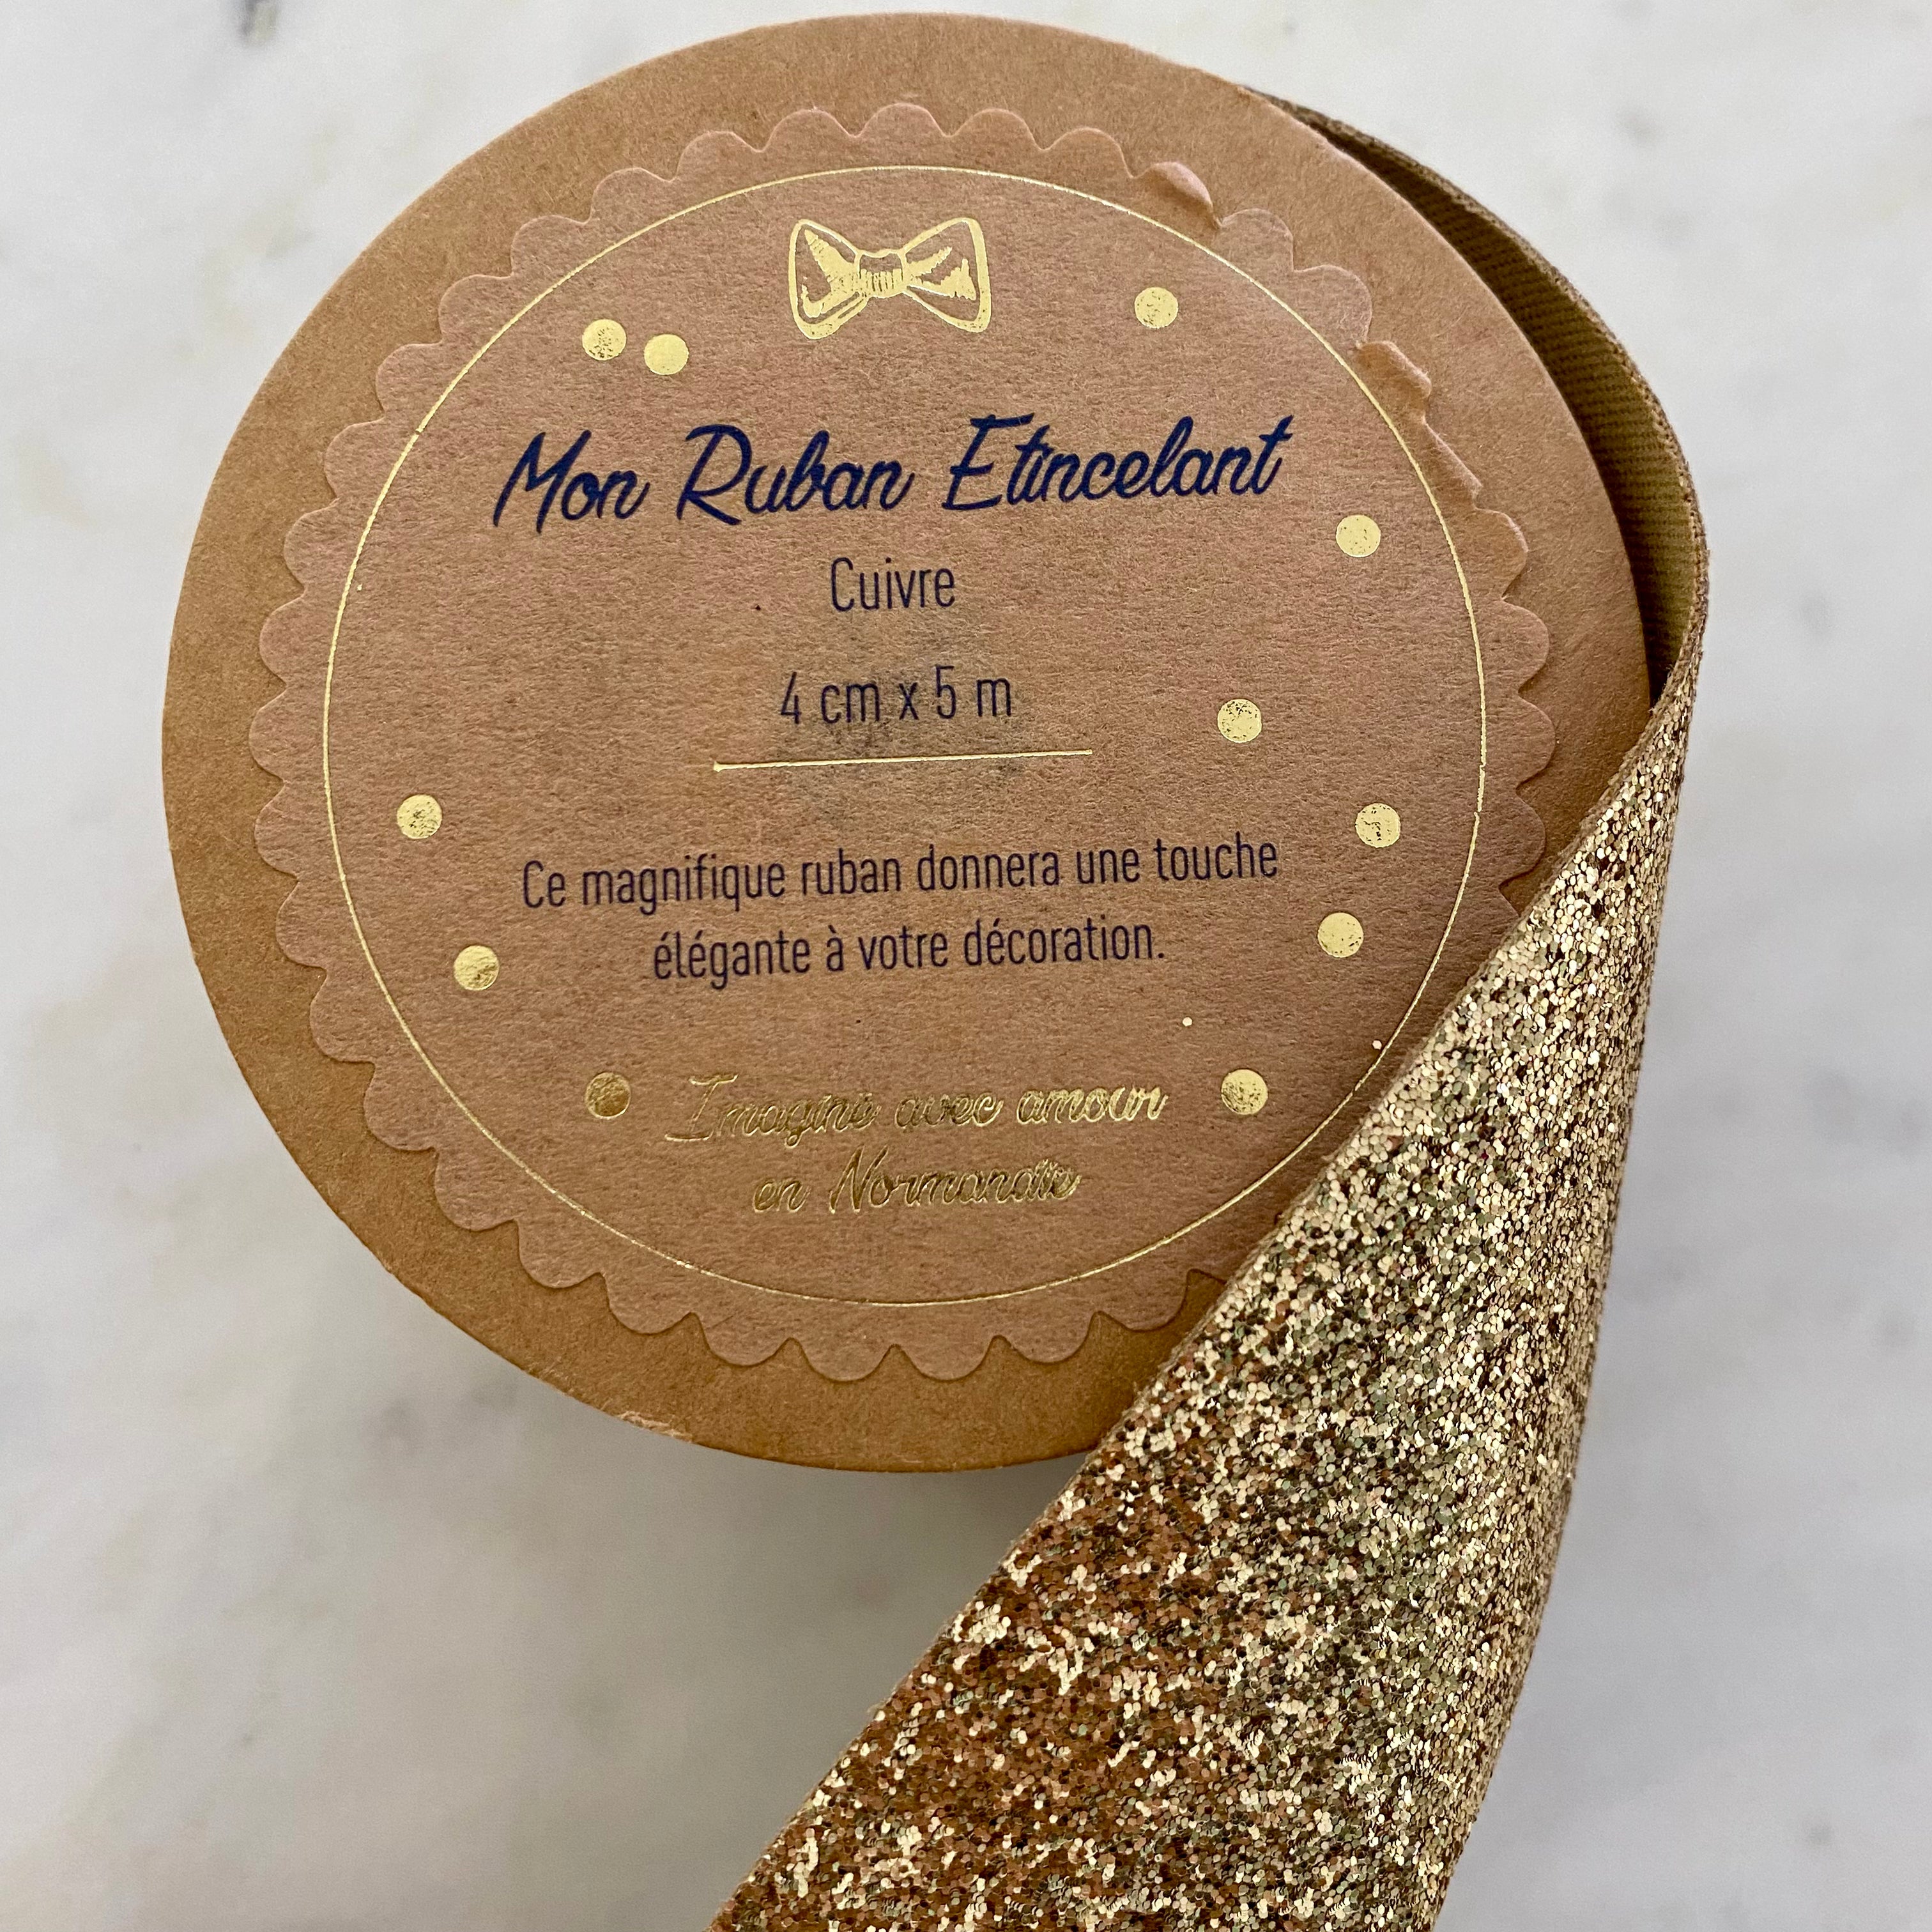 Mon Ruban Etincelant
Cuivre
4 cm x 5 m
Ce magnifique ruban donnera une touche
élégante à votre décoration.
Imaginé avec amour
en Normandie